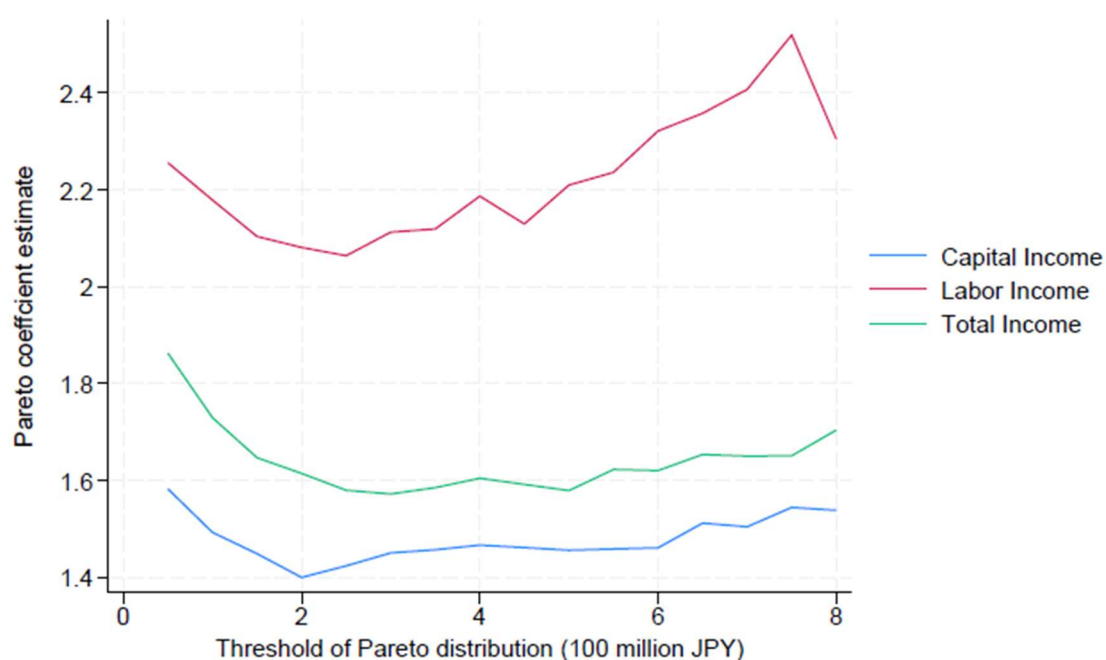 Pareto coeffcient estimate
2.4
2.2
2
1.8
1.6
1.4
0
2
4
6
8
Threshold of Pareto distribution (100 million JPY)
Capital Income
Labor Income
Total Income